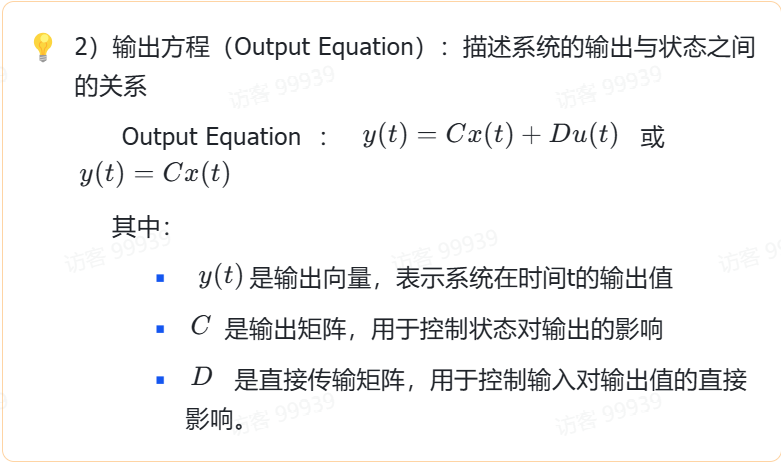 2）输出方程（Output Equation）：描述系统的输出与状态之间
的关系
Output Equation ： y(t) = Cx(t) + Du(t) 或
y(t) = Cx(t)
其中：
▪ y(t) 是输出向量，表示系统在时间t的输出值
▪ C 是输出矩阵，用于控制状态对输出的影响
▪ D 是直接传输矩阵，用于控制输入对输出值的直接
影响。
访客 99939
访客 99939
访客 99939
访客 99939
访客 99
访客 99939
访客 99939